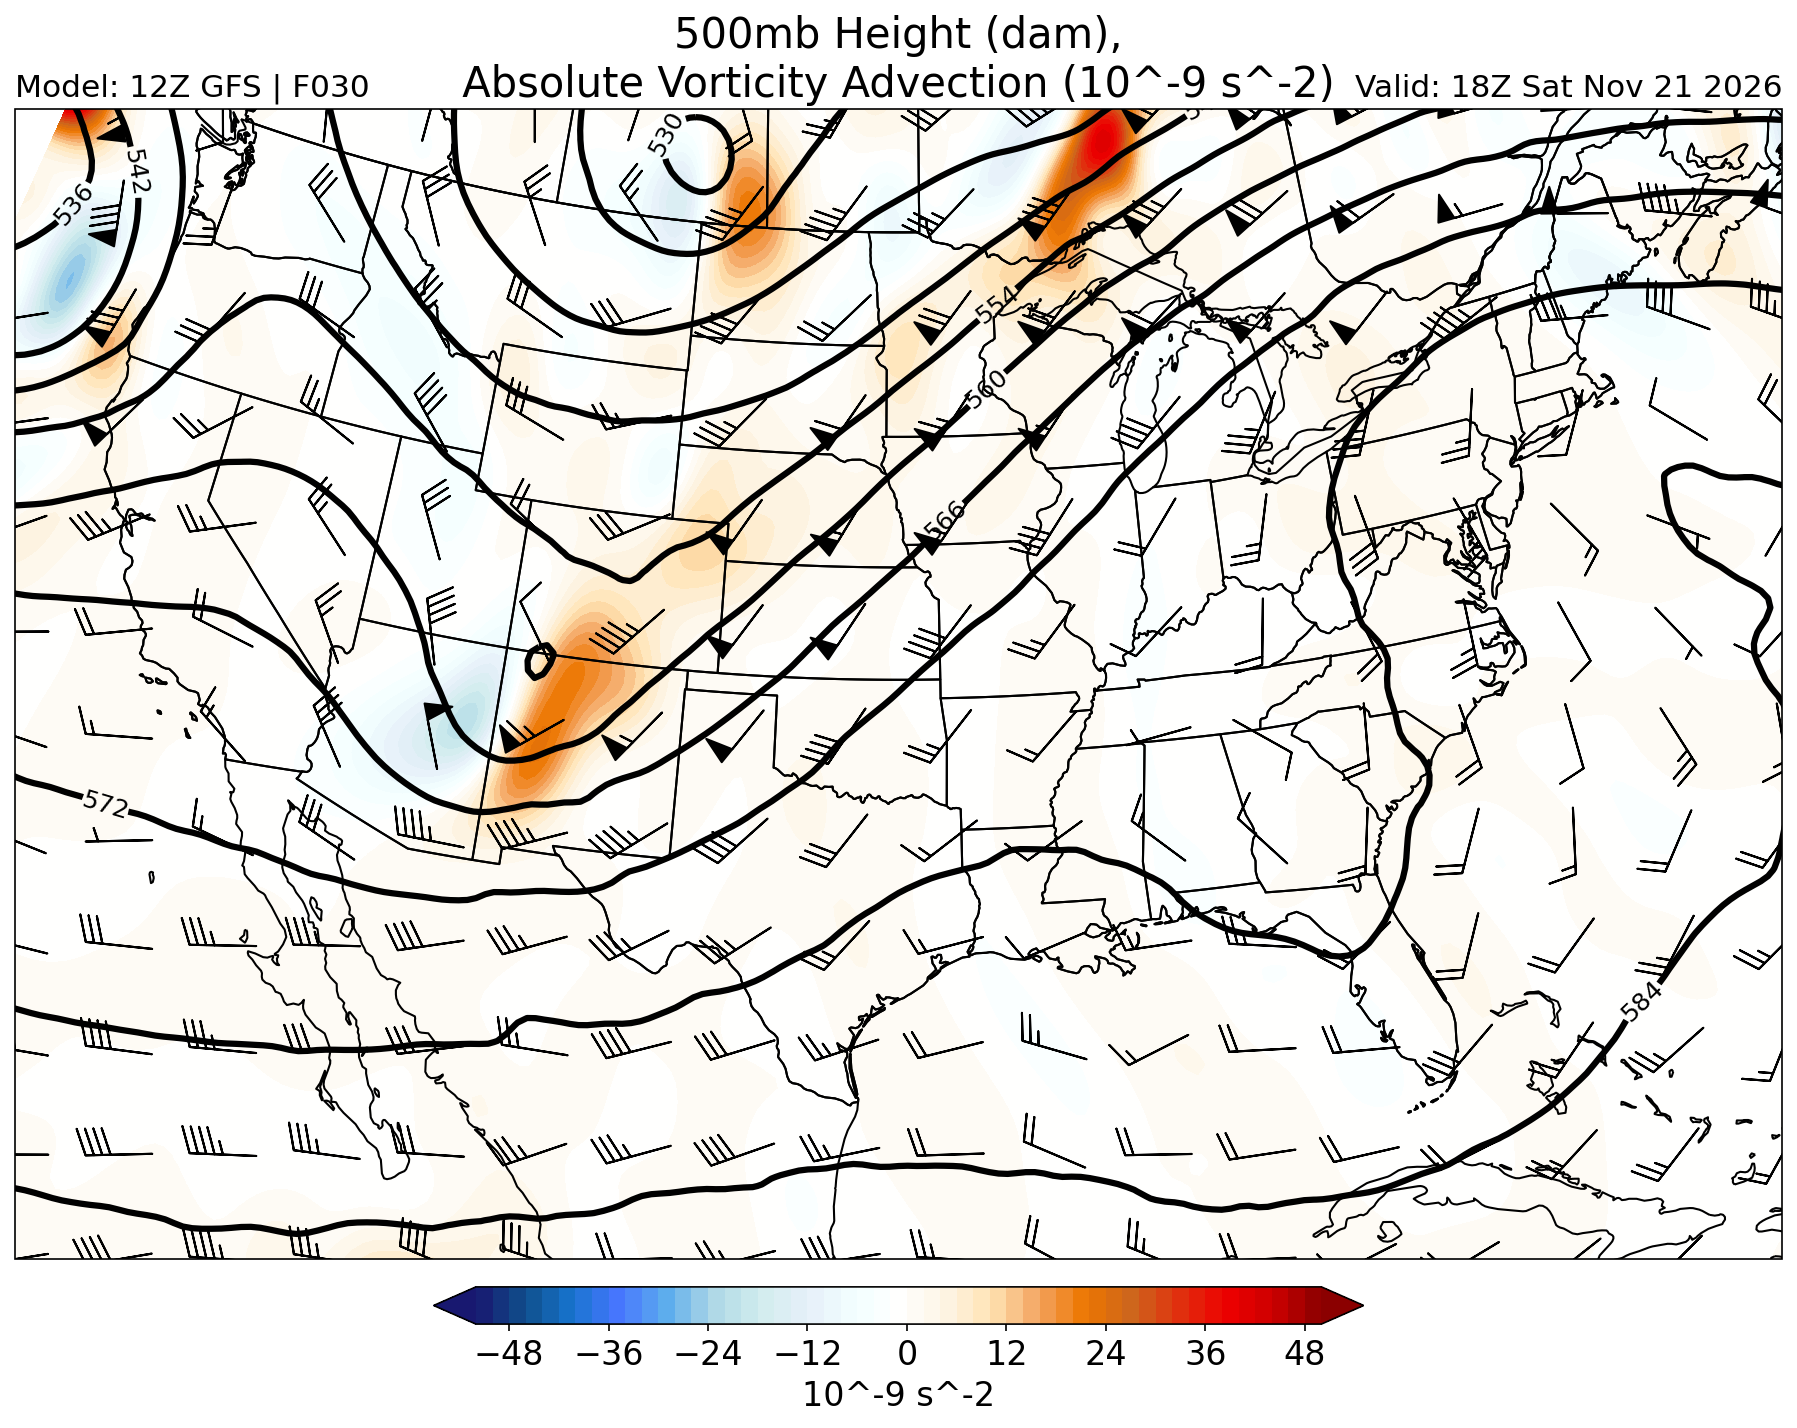 500mb Height (dam),
Model: 12Z GFS | F030
Absolute Vorticity Advection (10^-9 s^-2)
Valid: 18Z Sat Nov 21 2026
530
542
536
554
560
566
572
584
−48 −36 −24 −12 0 12 24 36 48
10^-9 s^-2